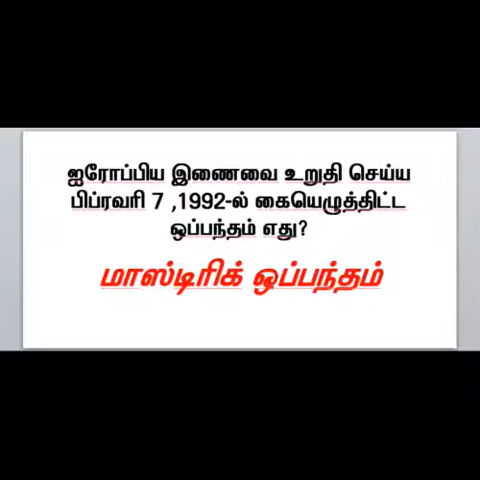 ஐரோப்பிய இணைவை உறுதி செய்ய
பிப்ரவரி 7 ,1992-ல் கையெழுத்திட்ட
ஒப்பந்தம் எது?
மாஸ்டிரிக் ஒப்பந்தம்